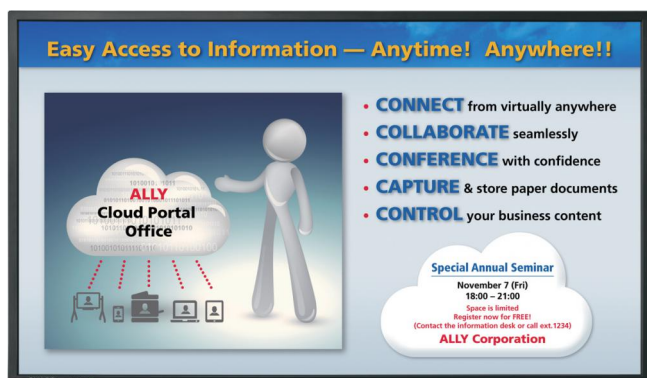 Easy Access to Information — Anytime! Anywhere!!
ALLY
Cloud Portal
Office
• CONNECT from virtually anywhere
• COLLABORATE seamlessly
• CONFERENCE with confidence
• CAPTURE & store paper documents
• CONTROL your business content
Special Annual Seminar
November 7 (Fri)
18:00 – 21:00
Space is limited
Register now for FREE!
(Contact the information desk or call ext.1234)
ALLY Corporation